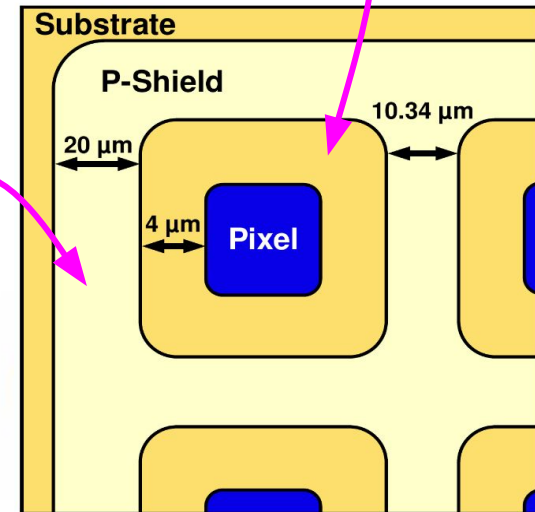 Substrate
P-Shield
10.34 μm
20 μm
4 μm
Pixel